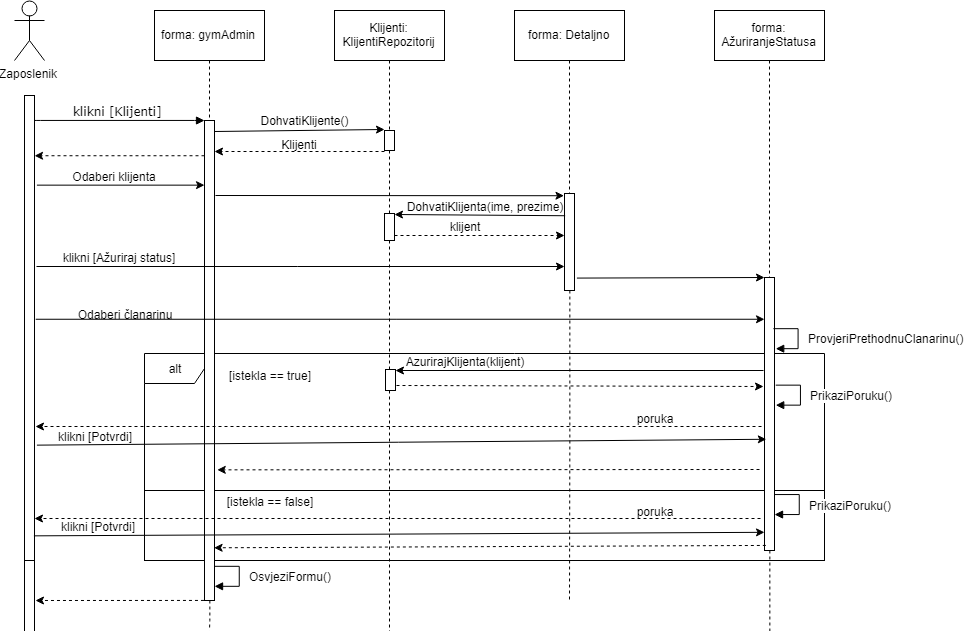 Klijenti:
KlijentiRepozitorij
forma: gymAdmin
forma: Detaljno
forma:
AžuriranjeStatusa
Zaposlenik
klikni [Klijenti]
DohvatiKlijente()
Klijenti
Odaberi klijenta
DohvatiKlijenta(ime, prezime)
klijent
klikni [Ažuriraj status]
Odaberi članarinu
ProvjeriPrethodnuClanarinu()
alt
[istekla == true]
AzurirajKlijenta(klijent)
PrikaziPoruku()
poruka
klikni [Potvrdi]
[istekla == false]
PrikaziPoruku()
poruka
klikni [Potvrdi]
OsvjeziFormu()